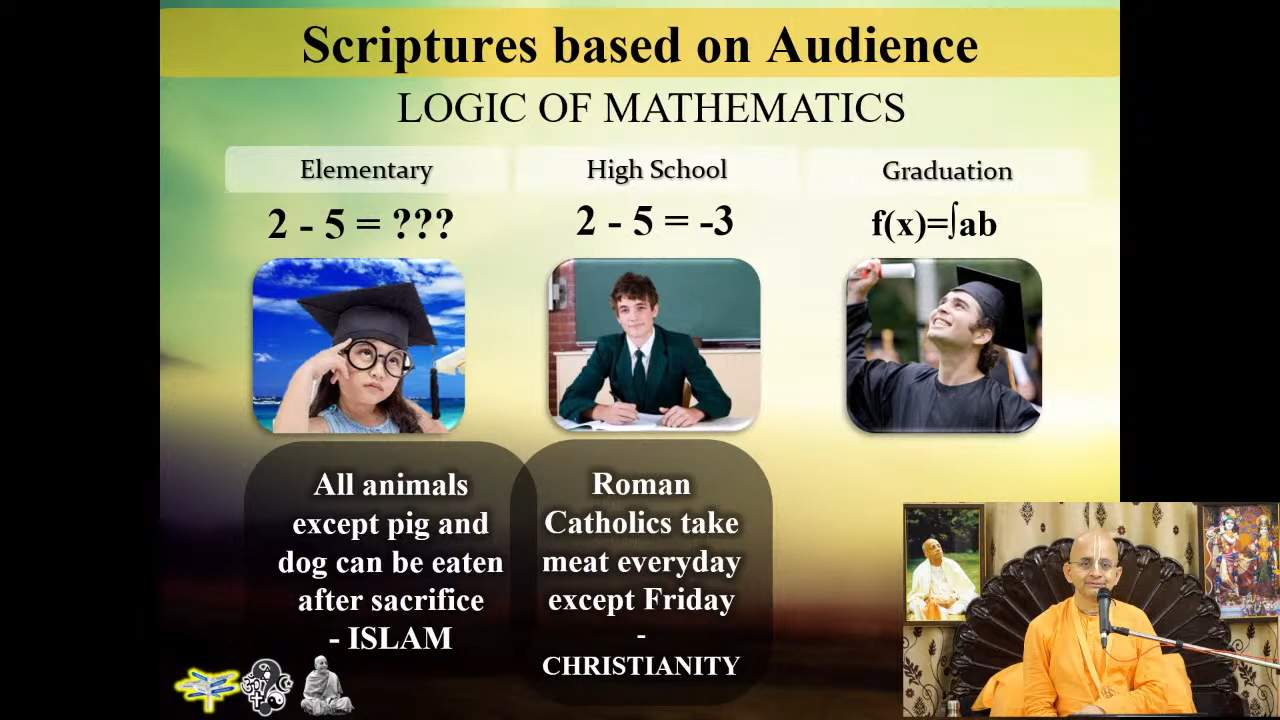 Scriptures based on Audience
LOGIC OF MATHEMATICS
Elementary
High School
Graduation
2 - 5 = ???
2 - 5 = -3
f(x)=∫ab
All animals
except pig and
dog can be eaten
after sacrifice
- ISLAM
Roman
Catholics take
meat everyday
except Friday
-
CHRISTIANITY